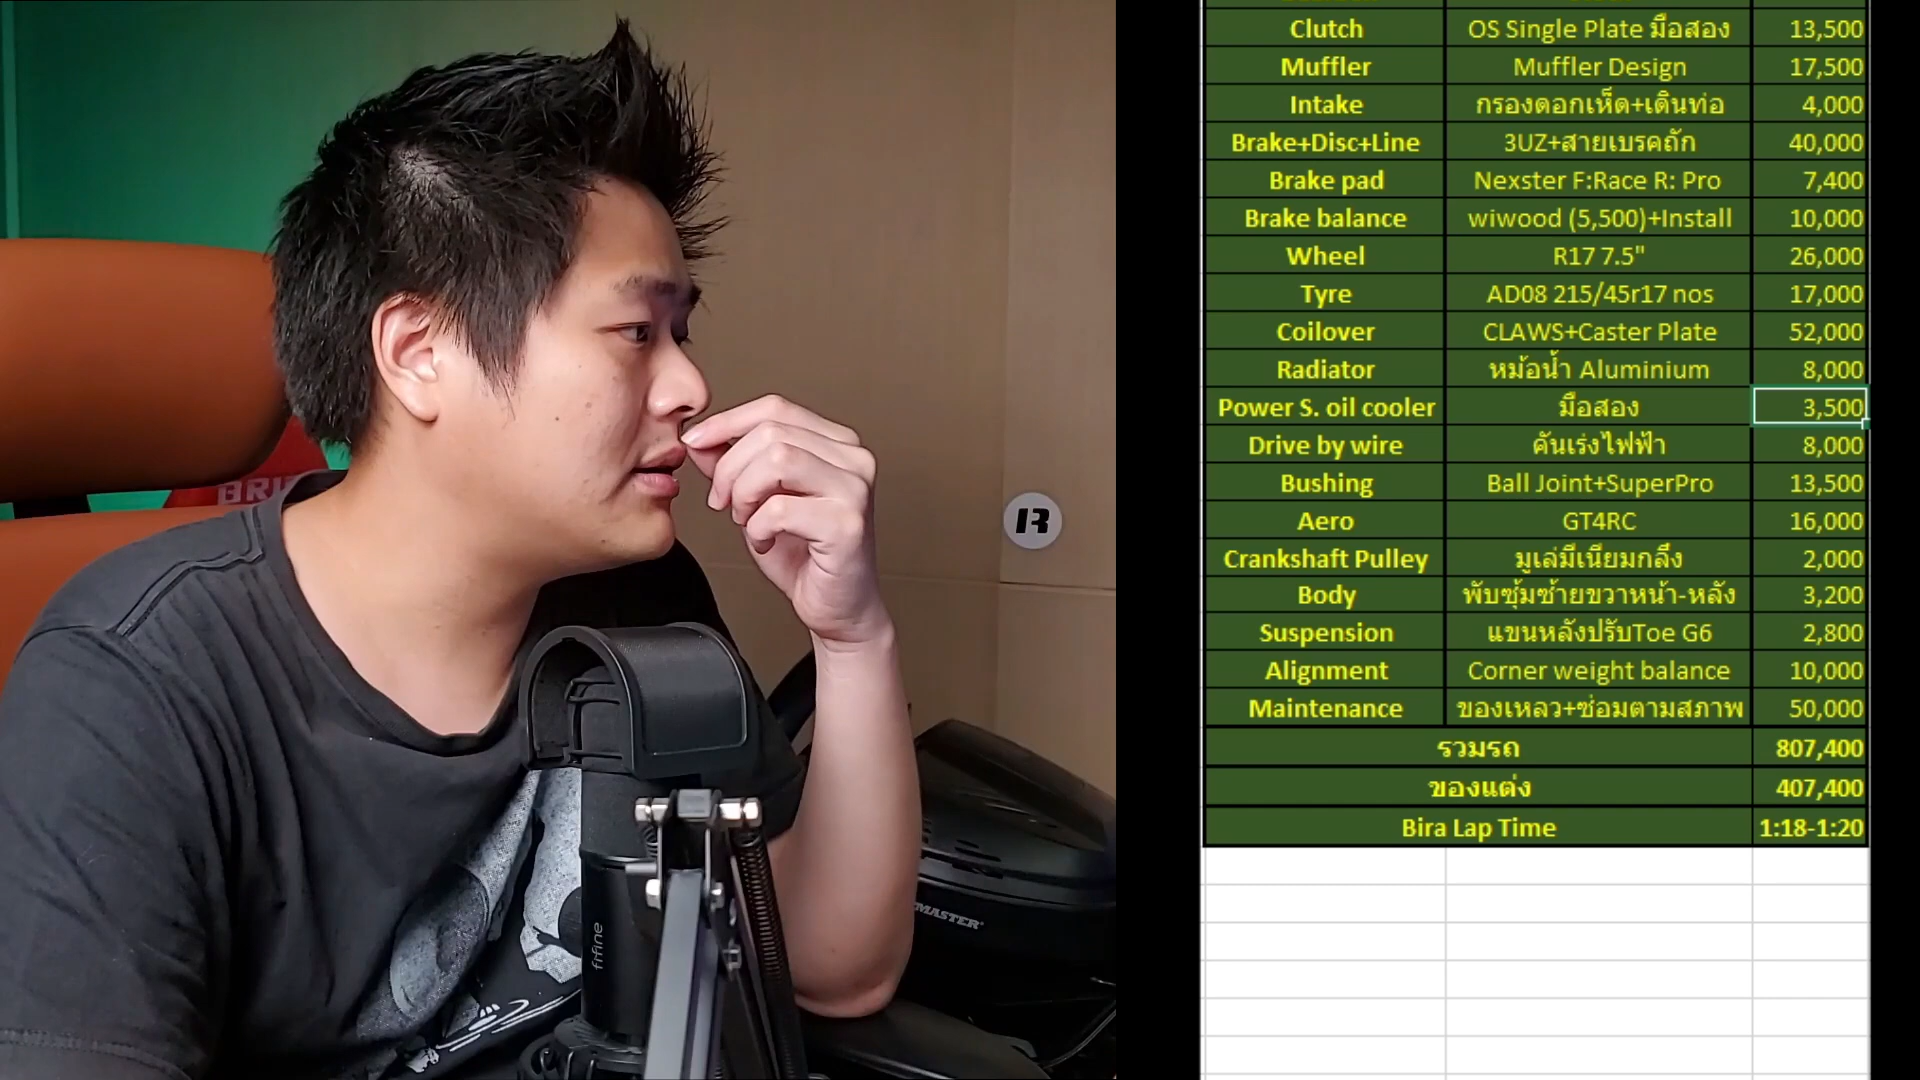 Clutch OS Single Plate มือสอง 13,500
Muffler Muffler Design 17,500
Intake กรองดอกเห็ด+เดินท่อ 4,000
Brake+Disc+Line 3UZ+สายเบรคถัก 40,000
Brake pad Nexster F:Race R: Pro 7,400
Brake balance wiwood (5,500)+Install 10,000
Wheel R17 7.5" 26,000
Tyre AD08 215/45r17 nos 17,000
Coilover CLAWS+Caster Plate 52,000
Radiator หม้อน้ำ Aluminium 8,000
Power S. oil cooler มือสอง 3,500
Drive by wire คันเร่งไฟฟ้า 8,000
Bushing Ball Joint+SuperPro 13,500
Aero GT4RC 16,000
Crankshaft Pulley มูเล่มีเนียมกลึง 2,000
Body พับซุ้มซ้ายขวาหน้า-หลัง 3,200
Suspension แขนหลังปรับToe G6 2,800
Alignment Corner weight balance 10,000
Maintenance ของเหลว+ซ่อมตามสภาพ 50,000
รวมรถ 807,400
ของแต่ง 407,400
Bira Lap Time 1:18-1:20
R
fifine
MASTER